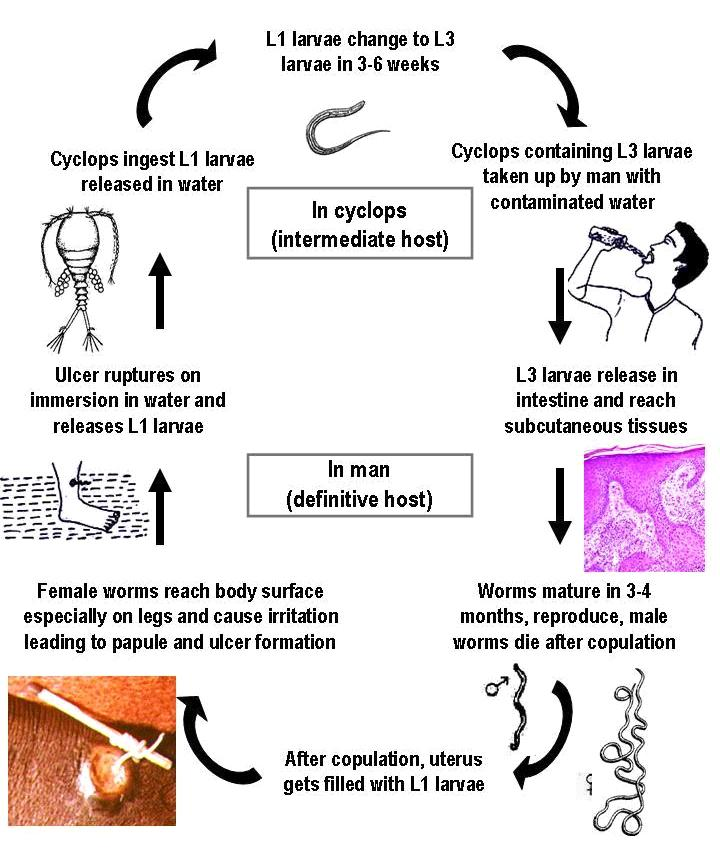 L1 larvae change to L3
larvae in 3-6 weeks
Cyclops containing L3 larvae
taken up by man with
contaminated water
L3 larvae release in
intestine and reach
subcutaneous tissues
Worms mature in 3-4
months, reproduce, male
worms die after copulation
♂
♀
After copulation, uterus
gets filled with L1 larvae
Female worms reach body surface
especially on legs and cause irritation
leading to papule and ulcer formation
Ulcer ruptures on
immersion in water and
releases L1 larvae
Cyclops ingest L1 larvae
released in water
In cyclops
(intermediate host)
In man
(definitive host)